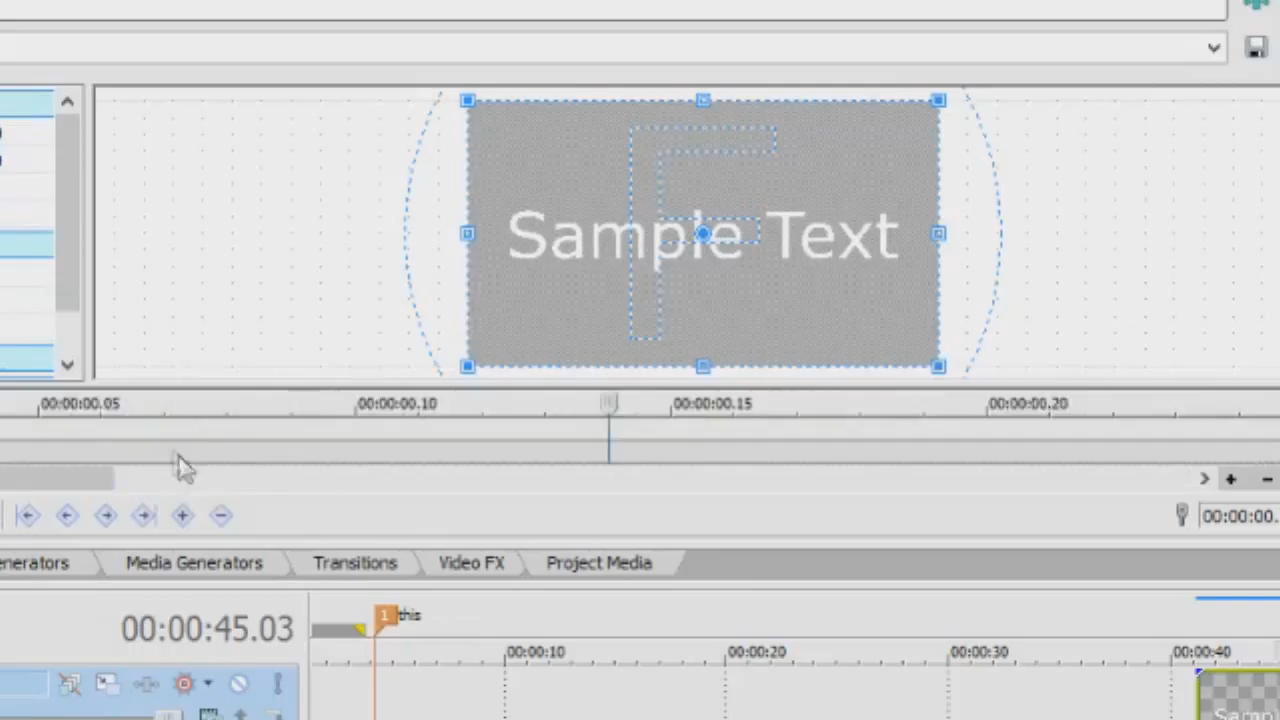 Sample Text
00:00:00.05 00:00:00.10 00:00:00.15 00:00:00.20
00:00:00.
enerators Media Generators Transitions Video FX Project Media
1 this
00:00:45.03
00:00:10 00:00:20 00:00:30 00:00:40
Samp